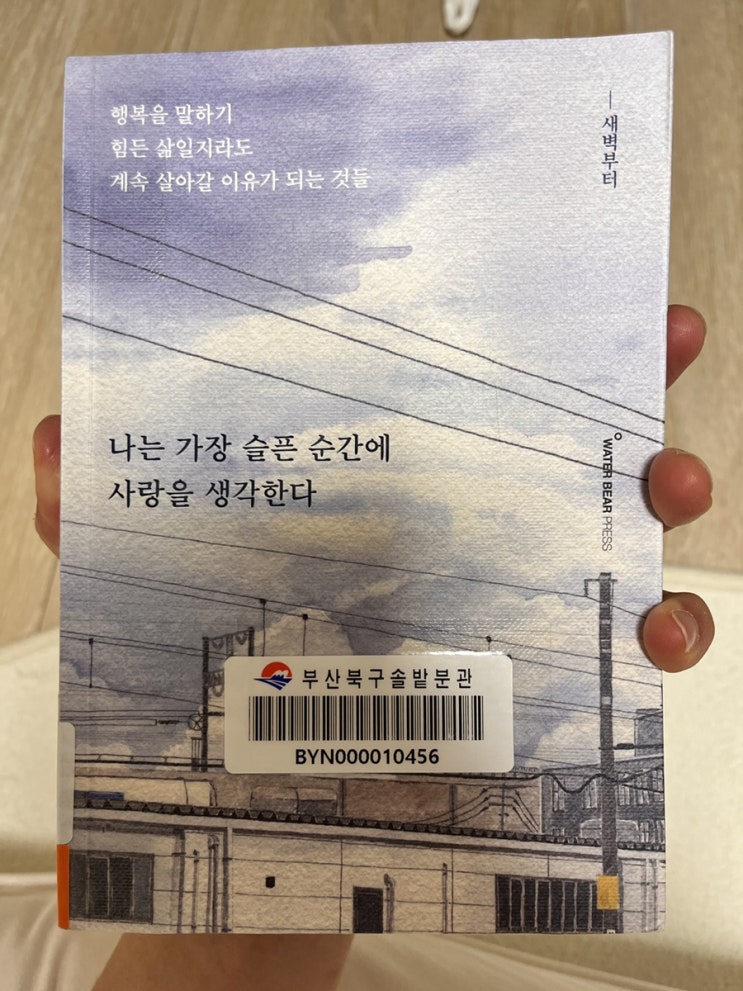 행복을 말하기
힘든 삶일지라도
계속 살아갈 이유가 되는 것들
새벽부터
나는 가장 슬픈 순간에
사랑을 생각한다
WATER BEAR PRESS
부산북구솔밭분관
BYN000010456